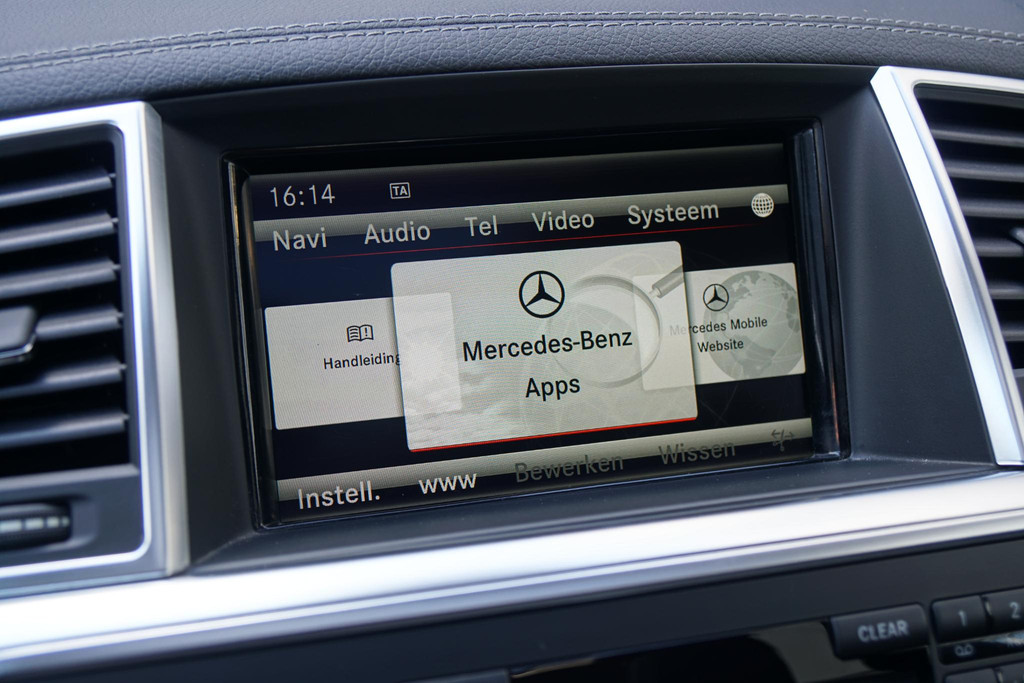 16:14 TA
Navi Audio Tel Video Systeem
Handleiding
Mercedes-Benz
Apps
Mercedes Mobile
Website
Instell. www Bewerken Wissen
CLEAR 1 2